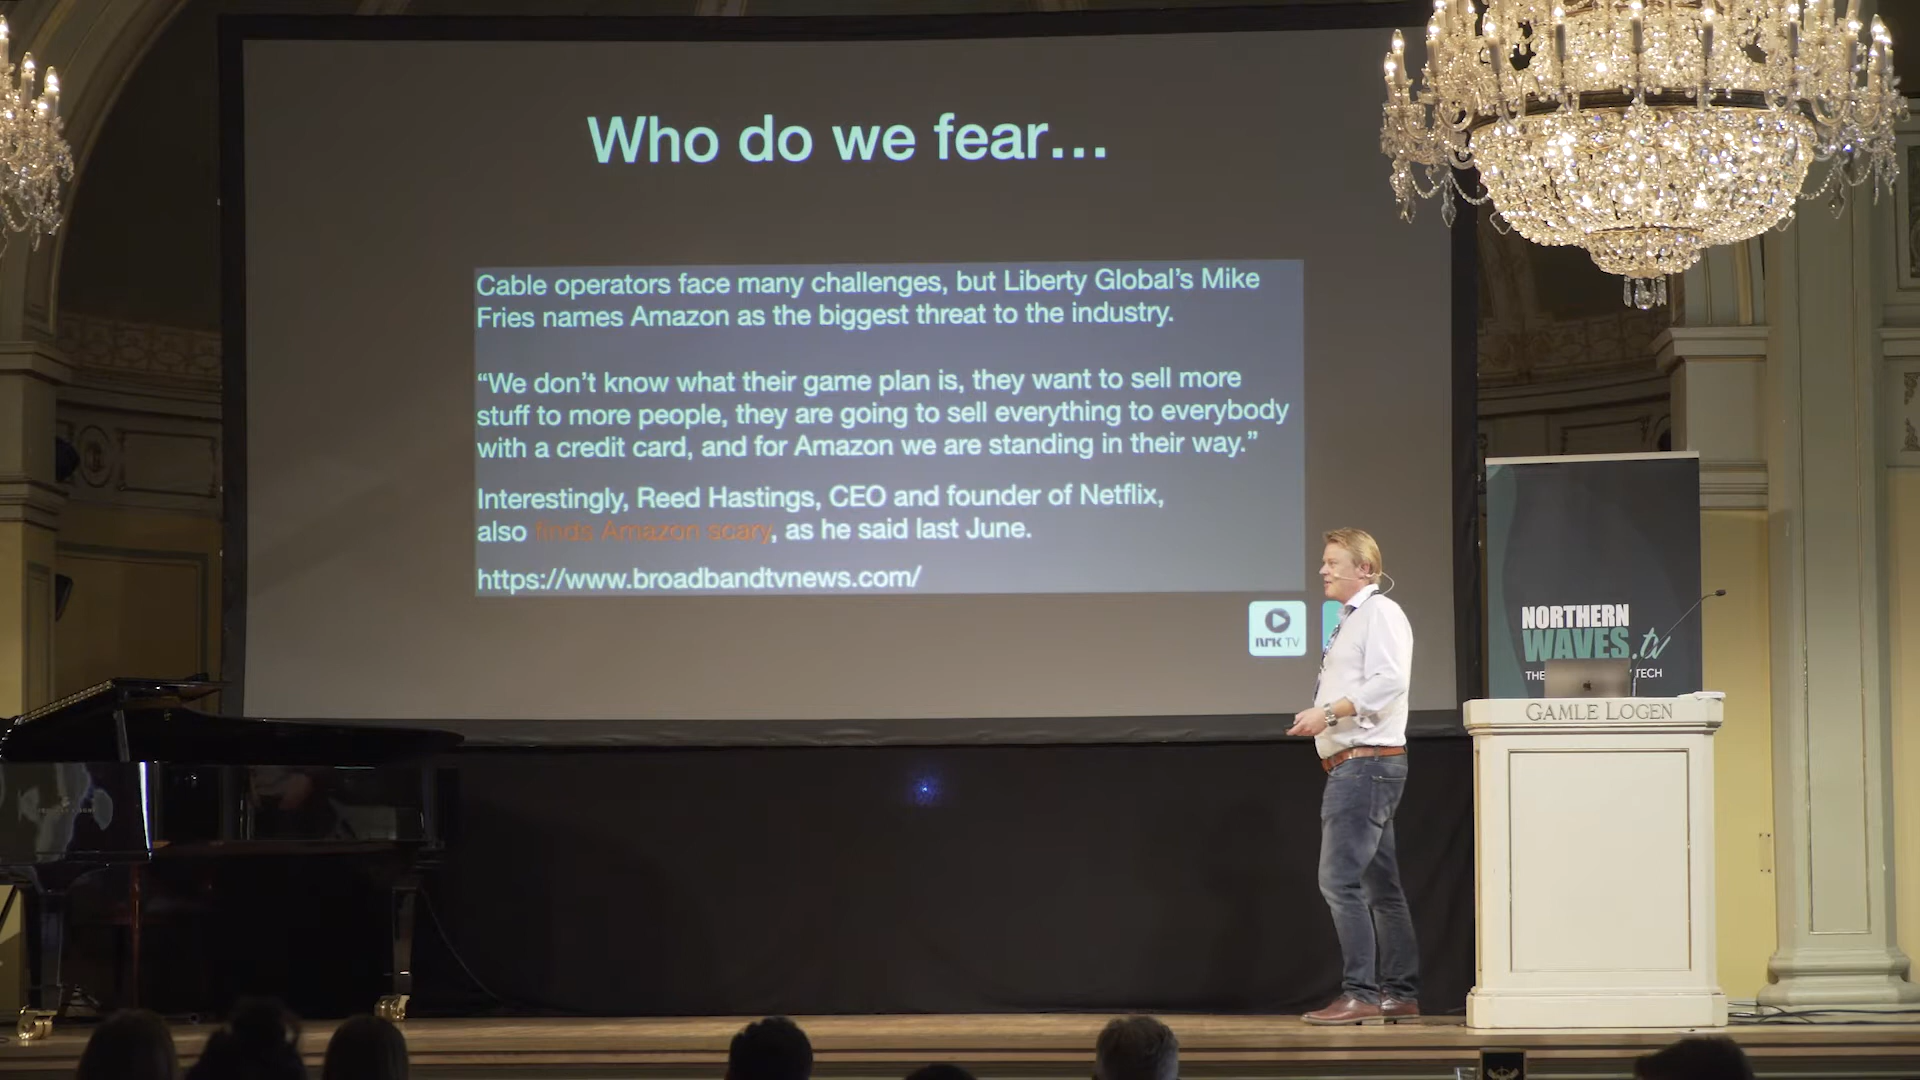 Who do we fear...
Cable operators face many challenges, but Liberty Global’s Mike
Fries names Amazon as the biggest threat to the industry.
“We don’t know what their game plan is, they want to sell more
stuff to more people, they are going to sell everything to everybody
with a credit card, and for Amazon we are standing in their way.”
Interestingly, Reed Hastings, CEO and founder of Netflix,
also finds Amazon scary, as he said last June.
https://www.broadbandtvnews.com/
NRK TV
NORTHERN
WAVES.tv
THE TECH
GAMLE LOGEN